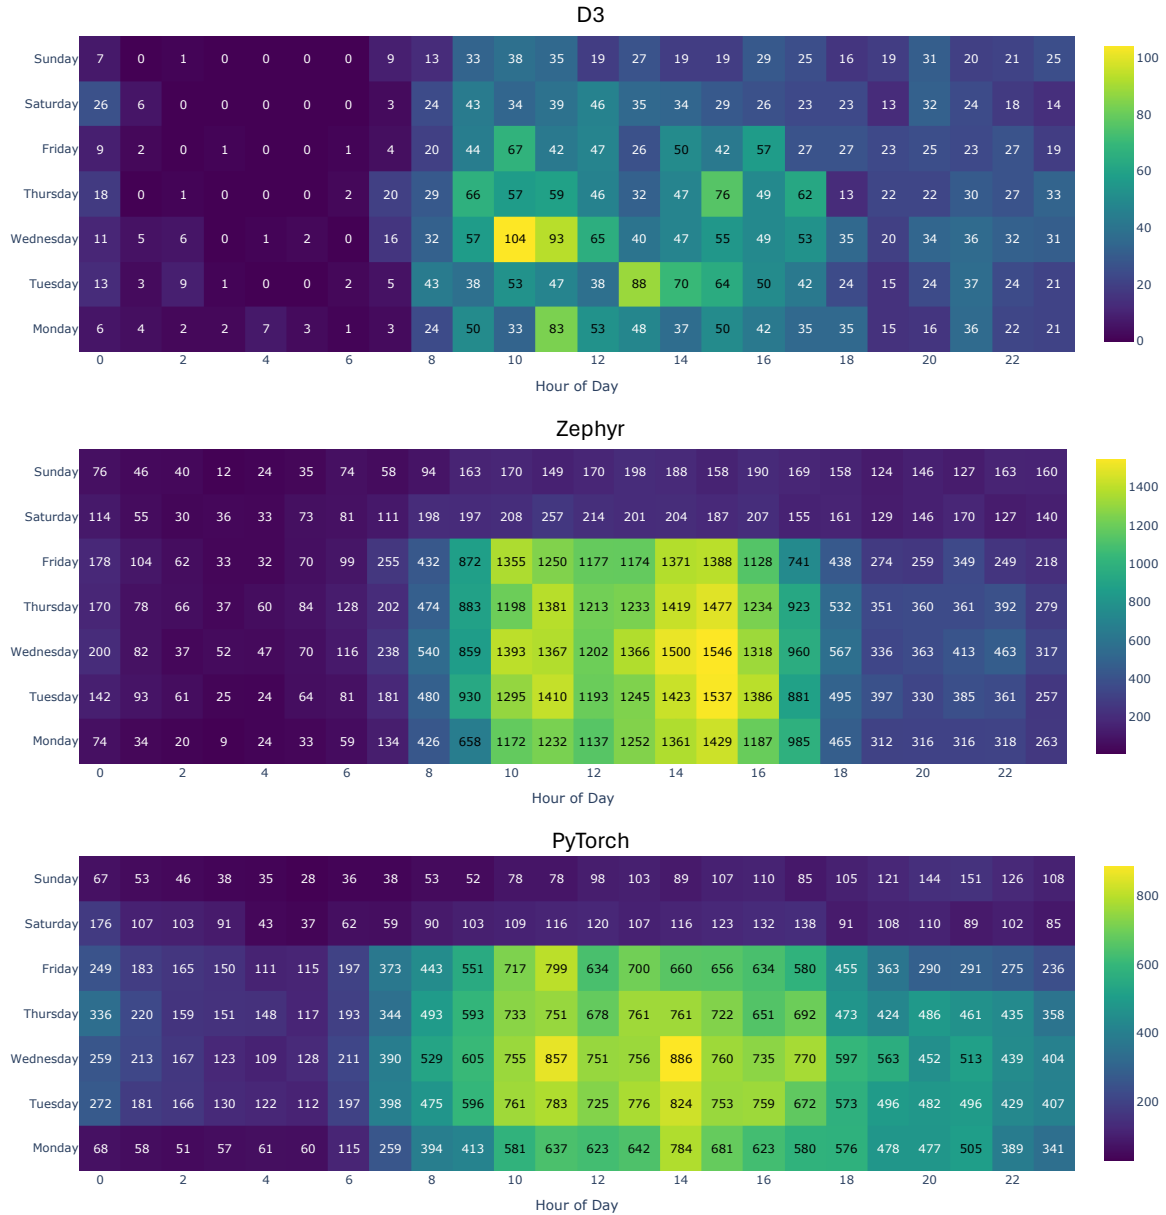 D3
Sunday 7 0 1 0 0 0 0 9 13 33 38 35 19 27 19 19 29 25 16 19 31 20 21 25
100
Saturday 26 6 0 0 0 0 0 3 24 43 34 39 46 35 34 29 26 23 23 13 32 24 18 14
80
Friday 9 2 0 1 0 0 1 4 20 44 67 42 47 26 50 42 57 27 27 23 25 23 27 19
60
Thursday 18 0 1 0 0 0 2 20 29 66 57 59 46 32 47 76 49 62 13 22 22 30 27 33
40
Wednesday 11 5 6 0 1 2 0 16 32 57 104 93 65 40 47 55 49 53 35 20 34 36 32 31
20
Tuesday 13 3 9 1 0 0 2 5 43 38 53 47 38 88 70 64 50 42 24 15 24 37 24 21
Monday 6 4 2 2 7 3 1 3 24 50 33 83 53 48 37 50 42 35 35 15 16 36 22 21
0
0 2 4 6 8 10 12 14 16 18 20 22
Hour of Day
Zephyr
Sunday 76 46 40 12 24 35 74 58 94 163 170 149 170 198 188 158 190 169 158 124 146 127 163 160
1400
Saturday 114 55 30 36 33 73 81 111 198 197 208 257 214 201 204 187 207 155 161 129 146 170 127 140
1200
Friday 178 104 62 33 32 70 99 255 432 872 1355 1250 1177 1174 1371 1388 1128 741 438 274 259 349 249 218
1000
Thursday 170 78 66 37 60 84 128 202 474 883 1198 1381 1213 1233 1419 1477 1234 923 532 351 360 361 392 279
800
Wednesday 200 82 37 52 47 70 116 238 540 859 1393 1367 1202 1366 1500 1546 1318 960 567 336 363 413 463 317
600
400
Tuesday 142 93 61 25 24 64 81 181 480 930 1295 1410 1193 1245 1423 1537 1386 881 495 397 330 385 361 257
200
Monday 74 34 20 9 24 33 59 134 426 658 1172 1232 1137 1252 1361 1429 1187 985 465 312 316 316 318 263
0 2 4 6 8 10 12 14 16 18 20 22
Hour of Day
PyTorch
Sunday 67 53 46 38 35 28 36 38 53 52 78 78 98 103 89 107 110 85 105 121 144 151 126 108
800
Saturday 176 107 103 91 43 37 62 59 90 103 109 116 120 107 116 123 132 138 91 108 110 89 102 85
Friday 249 183 165 150 111 115 197 373 443 551 717 799 634 700 660 656 634 580 455 363 290 291 275 236
600
Thursday 336 220 159 151 148 117 193 344 493 593 733 751 678 761 761 722 651 692 473 424 486 461 435 358
400
Wednesday 259 213 167 123 109 128 211 390 529 605 755 857 751 756 886 760 735 770 597 563 452 513 439 404
Tuesday 272 181 166 130 122 112 197 398 475 596 761 783 725 776 824 753 759 672 573 496 482 496 429 407
200
Monday 68 58 51 57 61 60 115 259 394 413 581 637 623 642 784 681 623 580 576 478 477 505 389 341
0 2 4 6 8 10 12 14 16 18 20 22
Hour of Day